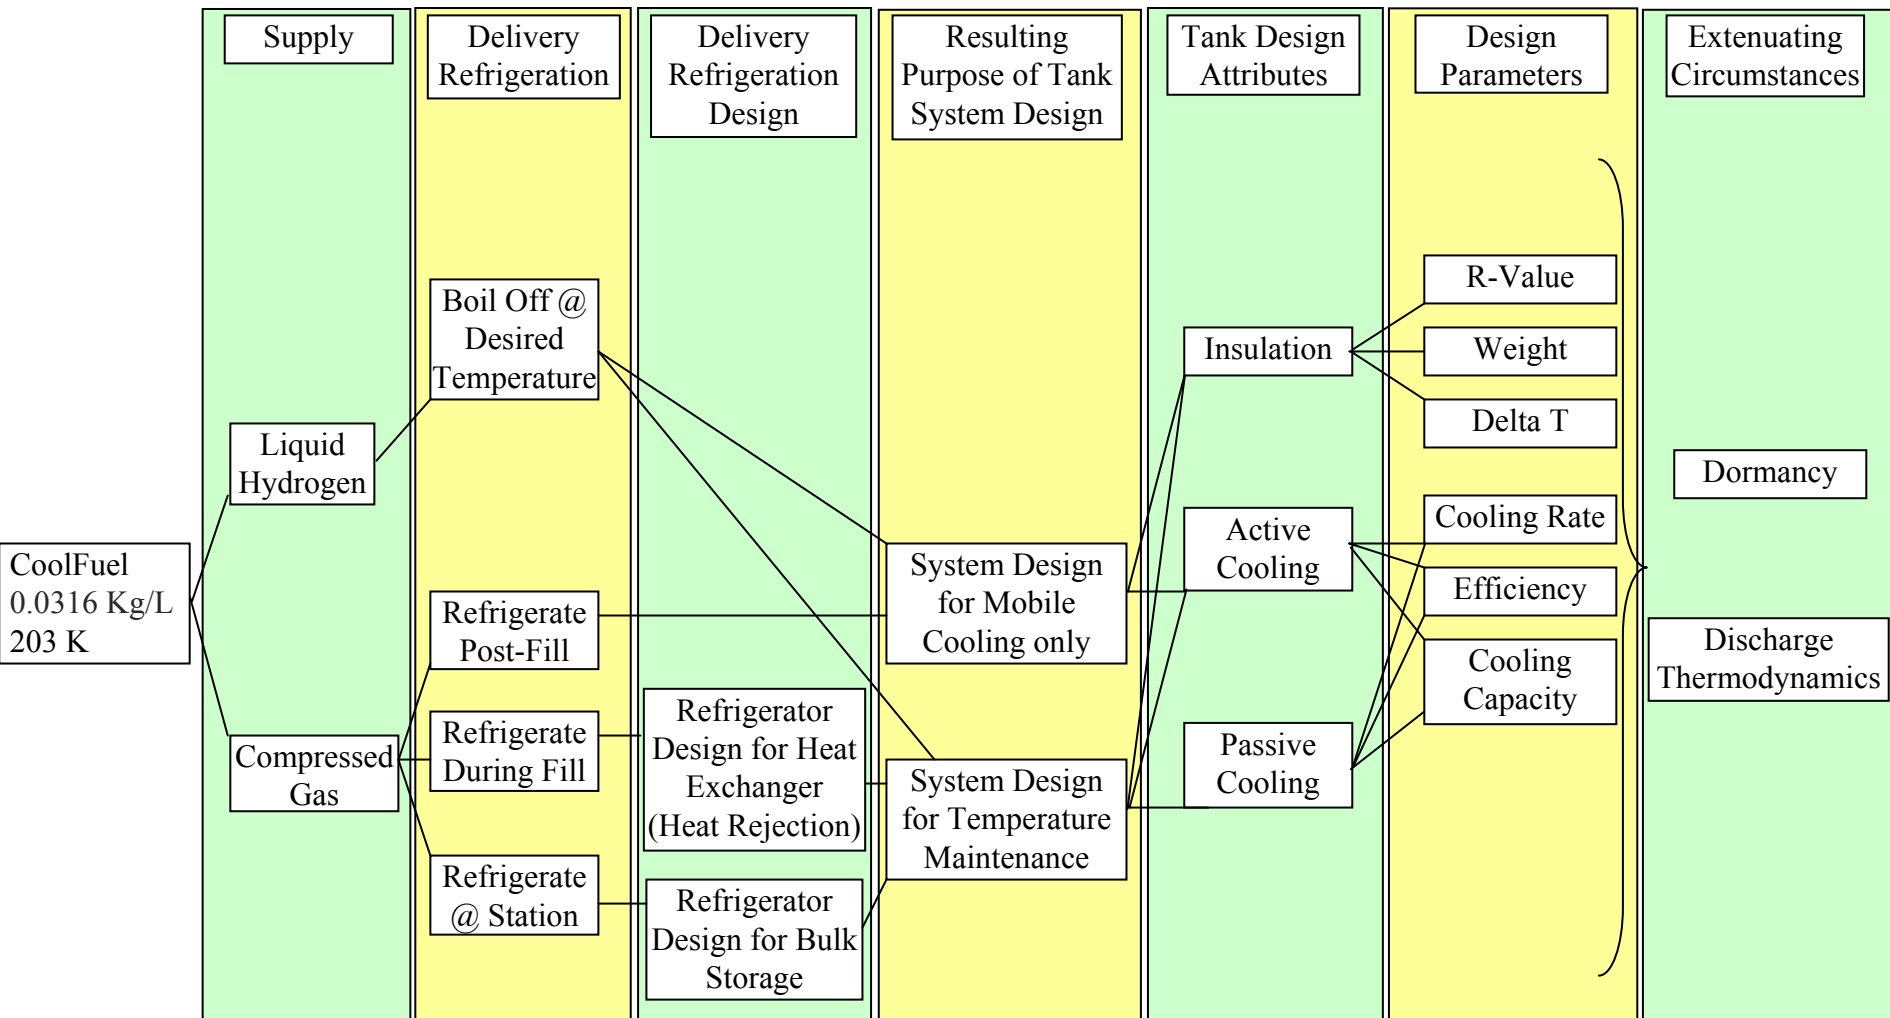 Supply
Delivery
Refrigeration
Delivery
Refrigeration
Design
Resulting
Purpose of Tank
System Design
Tank Design
Attributes
Design
Parameters
Extenuating
Circumstances
CoolFuel
0.0316 Kg/L
203 K
Liquid
Hydrogen
Compressed
Gas
Boil Off @
Desired
Temperature
Refrigerate
Post-Fill
Refrigerate
During Fill
Refrigerate
@ Station
Refrigerator
Design for Heat
Exchanger
(Heat Rejection)
Refrigerator
Design for Bulk
Storage
System Design
for Mobile
Cooling only
System Design
for Temperature
Maintenance
Insulation
Active
Cooling
Passive
Cooling
R-Value
Weight
Delta T
Cooling Rate
Efficiency
Cooling
Capacity
Dormancy
Discharge
Thermodynamics